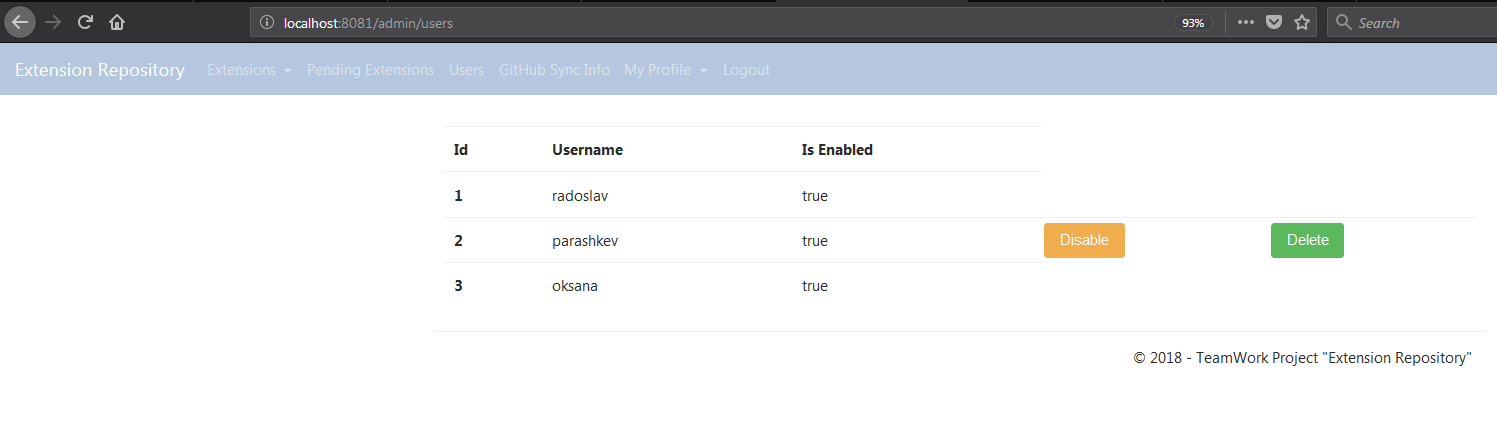 localhost:8081/admin/users 93% Search
Extension Repository Extensions Pending Extensions Users GitHub Sync Info My Profile Logout
Id Username Is Enabled
1 radoslav true
2 parashkev true Disable Delete
3 oksana true
© 2018 - TeamWork Project "Extension Repository"